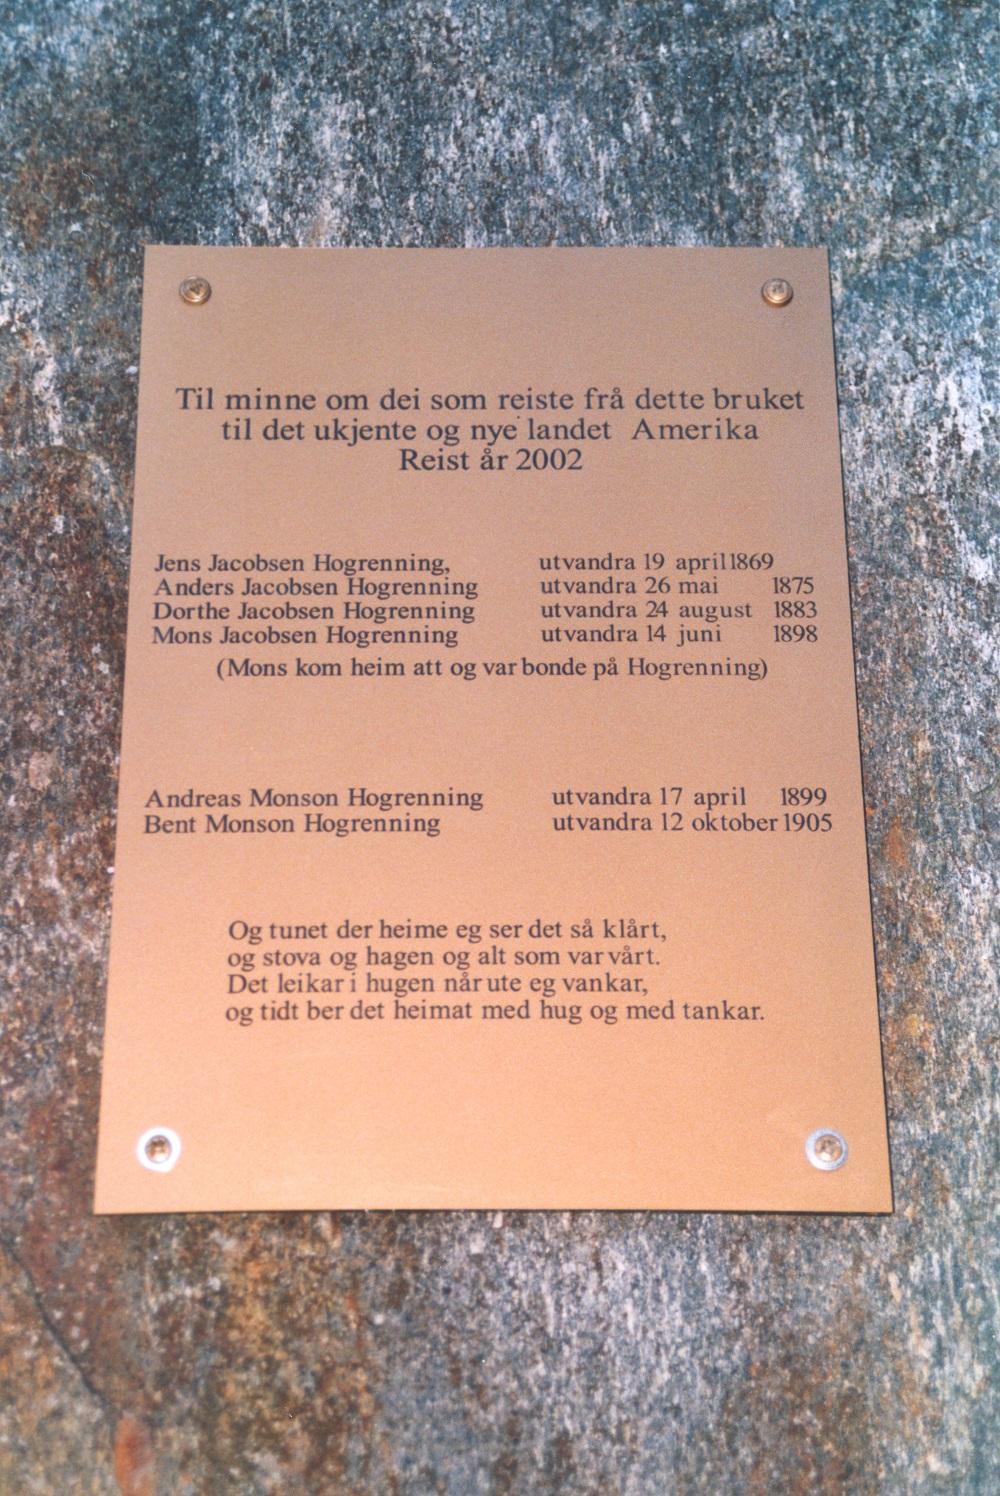 Til minne om dei som reiste frå dette bruket
til det ukjente og nye landet Amerika
Reist år 2002
Jens Jacobsen Hogrenning, utvandra 19 april 1869
Anders Jacobsen Hogrenning utvandra 26 mai 1875
Dorthe Jacobsen Hogrenning utvandra 24 august 1883
Mons Jacobsen Hogrenning utvandra 14 juni 1898
(Mons kom heim att og var bonde på Hogrenning)
Andreas Monson Hogrenning utvandra 17 april 1899
Bent Monson Hogrenning utvandra 12 oktober 1905
Og tunet der heime eg ser det så klårt,
og stova og hagen og alt som var vårt.
Det leikar i hugen når ute eg vankar,
og tidt ber det heimat med hug og med tankar.